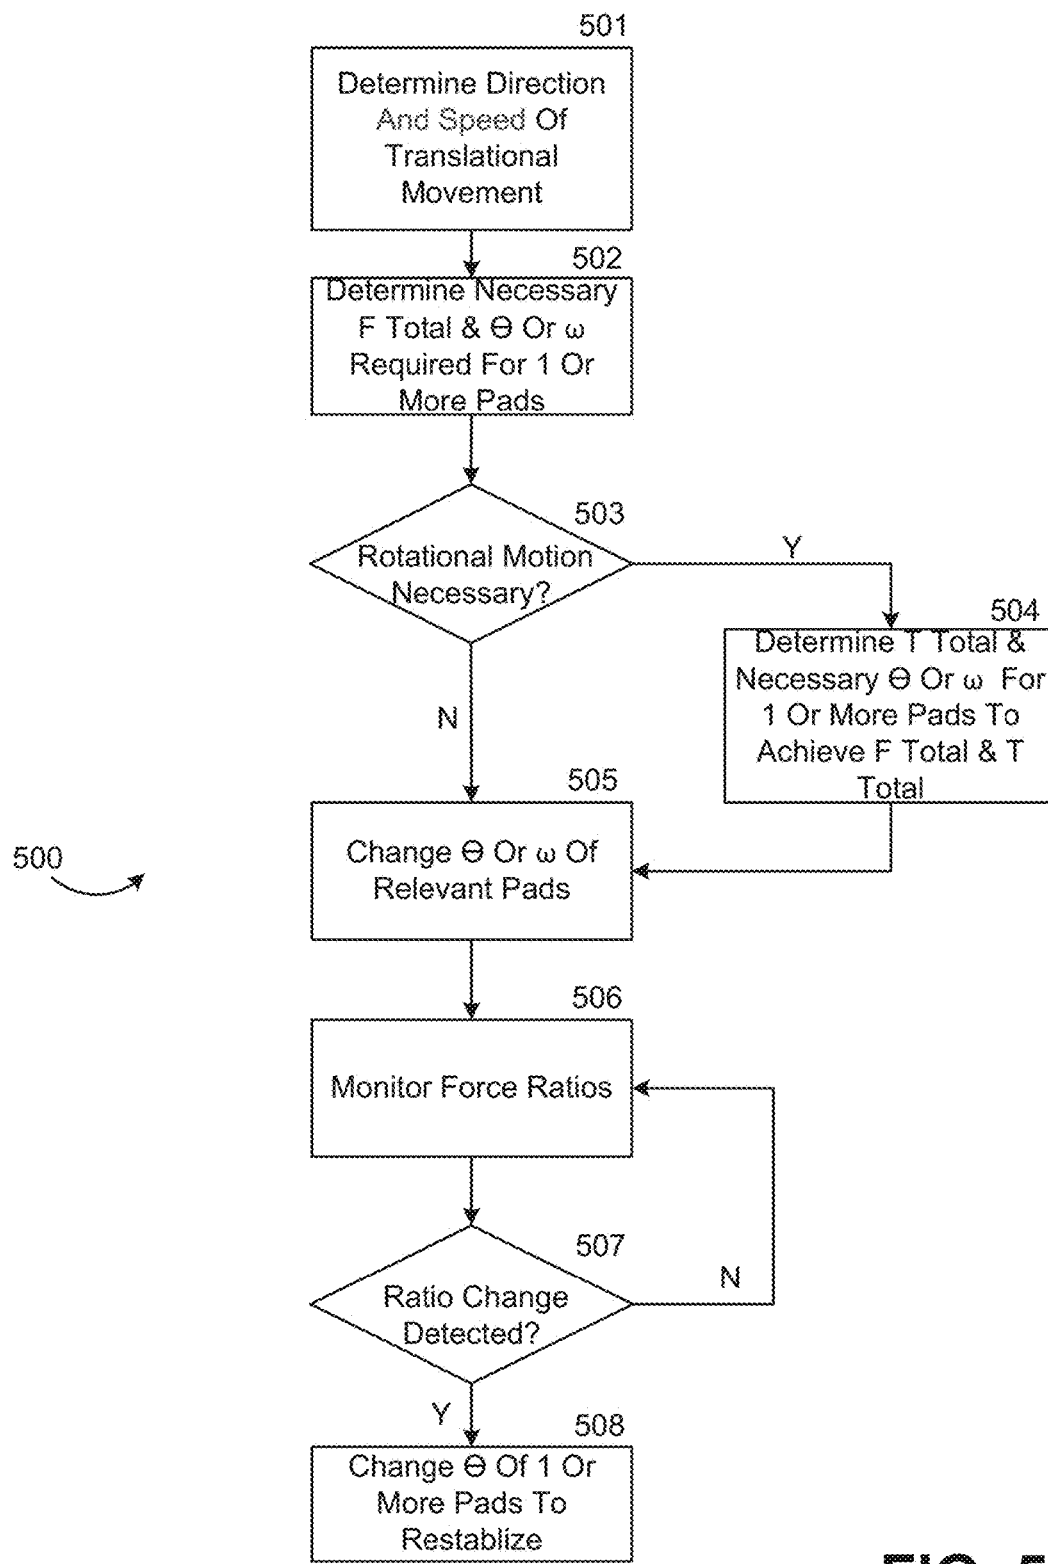 501
Determine Direction
And Speed Of
Translational
Movement
502
Determine Necessary
F Total & Θ Or ω
Required For 1 Or
More Pads
503
Rotational Motion
Necessary?
Y
504
Determine T Total &
Necessary Θ Or ω For
1 Or More Pads To
Achieve F Total & T
Total
N
505
Change Θ Or ω Of
Relevant Pads
500
506
Monitor Force Ratios
507
Ratio Change
Detected?
N
Y
508
Change Θ Of 1 Or
More Pads To
Restablize